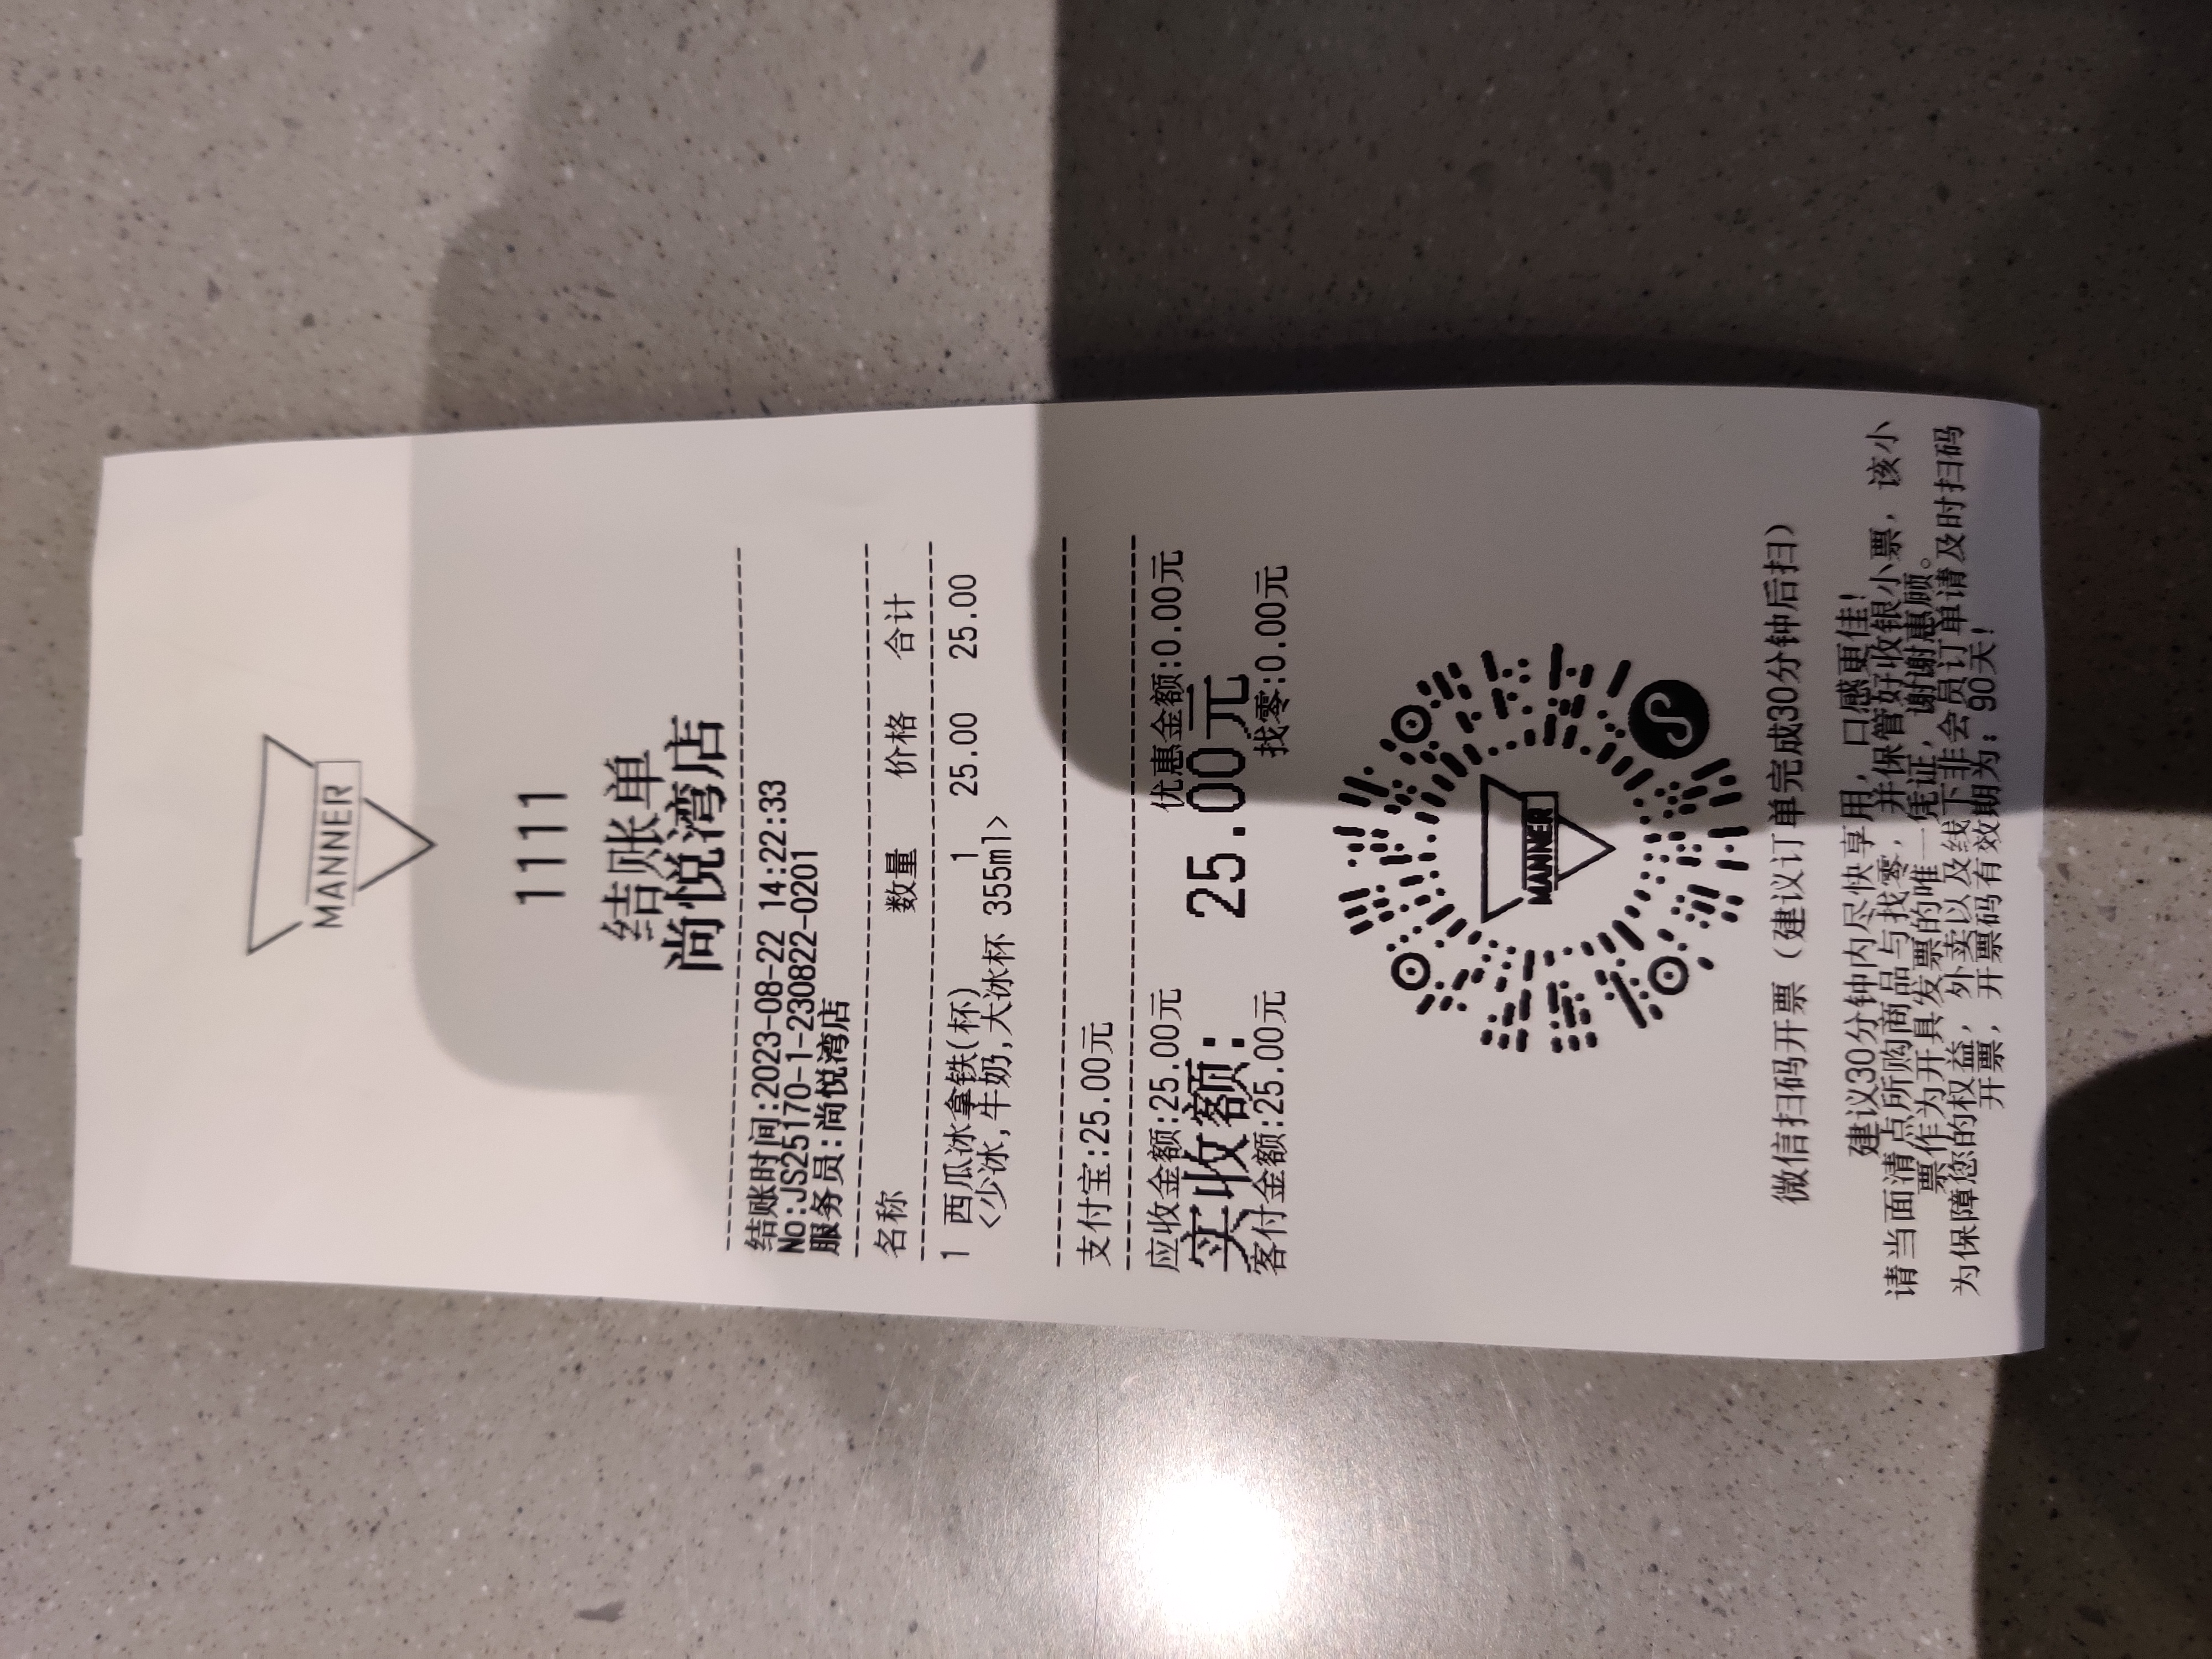 MANNER
1111
结账单
尚悦湾店
结账时间:2023-08-22 14:22:33
NO:JS25170-1-230822-0201
服务员:尚悦湾店
名称 数量 价格 合计
1 西瓜冰拿铁(杯) 1 25.00 25.00
<少冰,牛奶,大冰杯 355ml>
支付宝:25.00元
应收金额:25.00元 优惠金额:0.00元
实收额: 25.00元
客付金额:25.00元 找零:0.00元
MANNER
微信扫码开票（建议订单完成30分钟后扫）
建议30分钟内尽快享用，口感更佳！
请当面清点所购商品与找零，并保管好收银小票，该小
票作为开具发票的唯一凭证，谢谢惠顾。
为保障您的权益，外卖以及线下非会员订单请及时扫码
开票，开票码有效期为：90天！